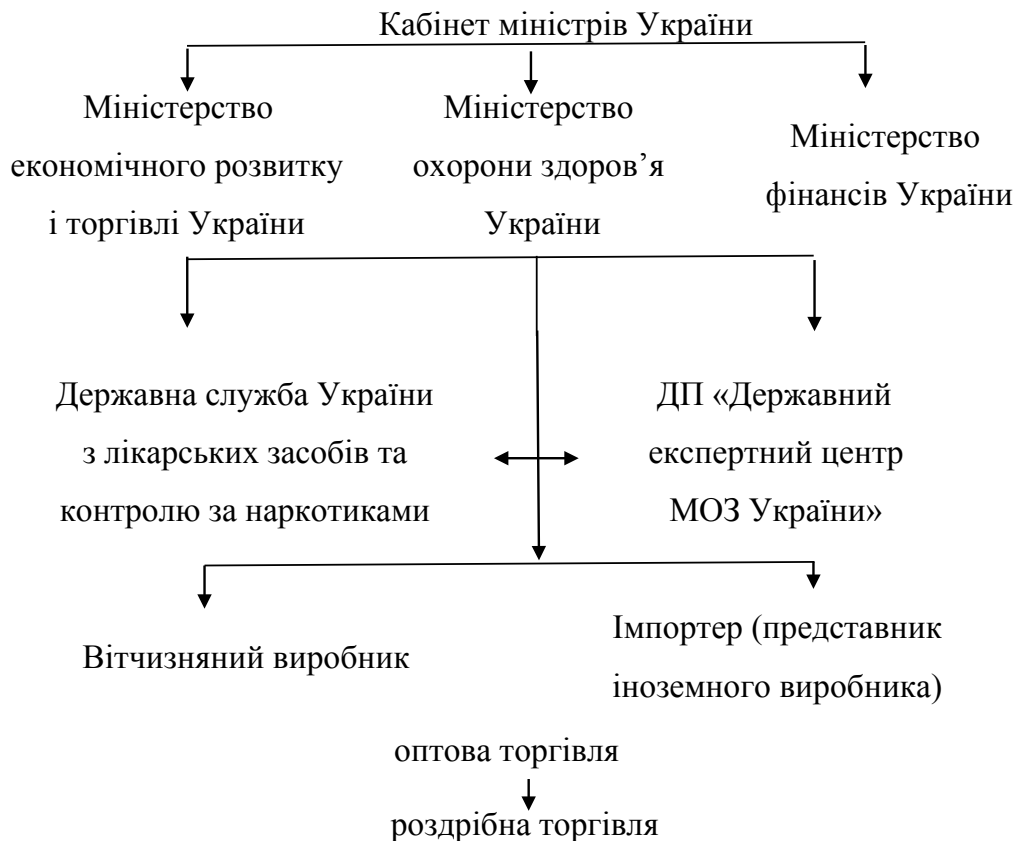 Кабінет міністрів України
Міністерство
економічного розвитку
і торгівлі України
Міністерство
охорони здоров’я
України
Міністерство
фінансів України
Державна служба України
з лікарських засобів та
контролю за наркотиками
ДП «Державний
експертний центр
МОЗ України»
Вітчизняний виробник
Імпортер (представник
іноземного виробника)
оптова торгівля
роздрібна торгівля